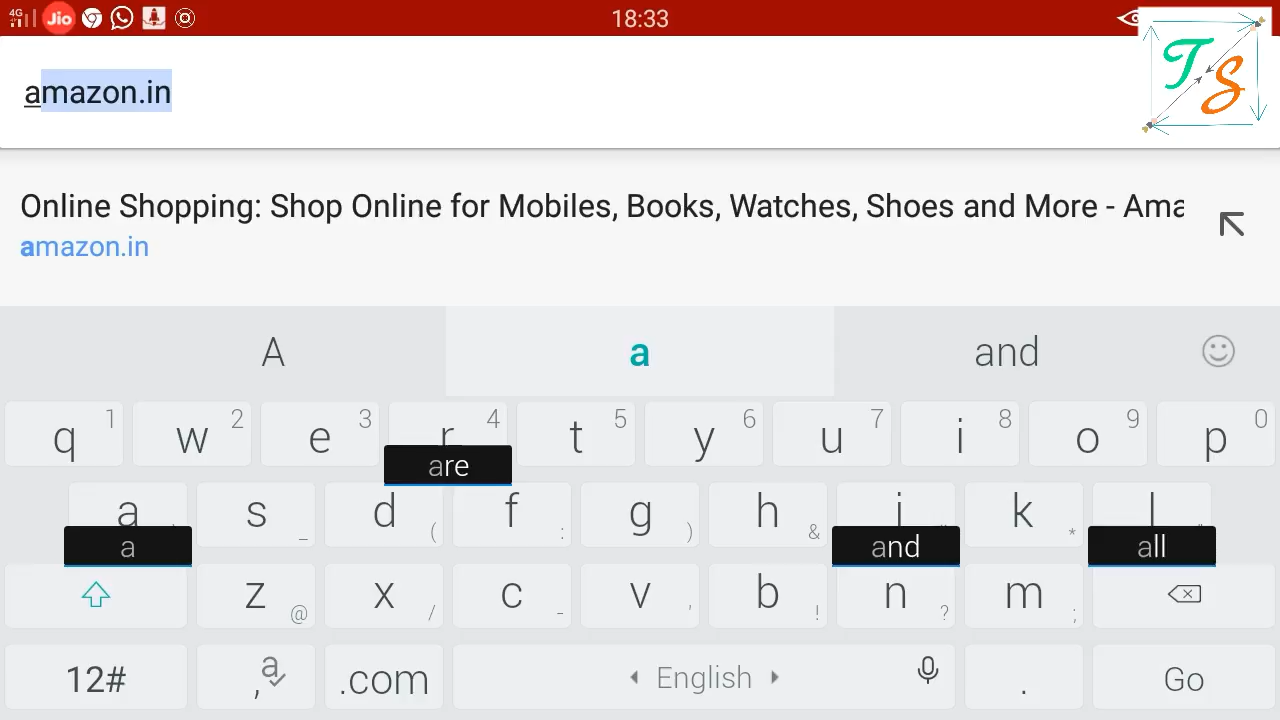 4G Jio 18:33
T S
amazon.in
Online Shopping: Shop Online for Mobiles, Books, Watches, Shoes and More - Ama
amazon.in
A a and
q 1 w 2 e 3 r 4 t 5 y 6 u 7 i 8 o 9 p 0
are
a s _ d ( f : g ) h & j k * l "
a and all
z @ x / c - v ' b ! n ? m ;
12# , a .com English . Go